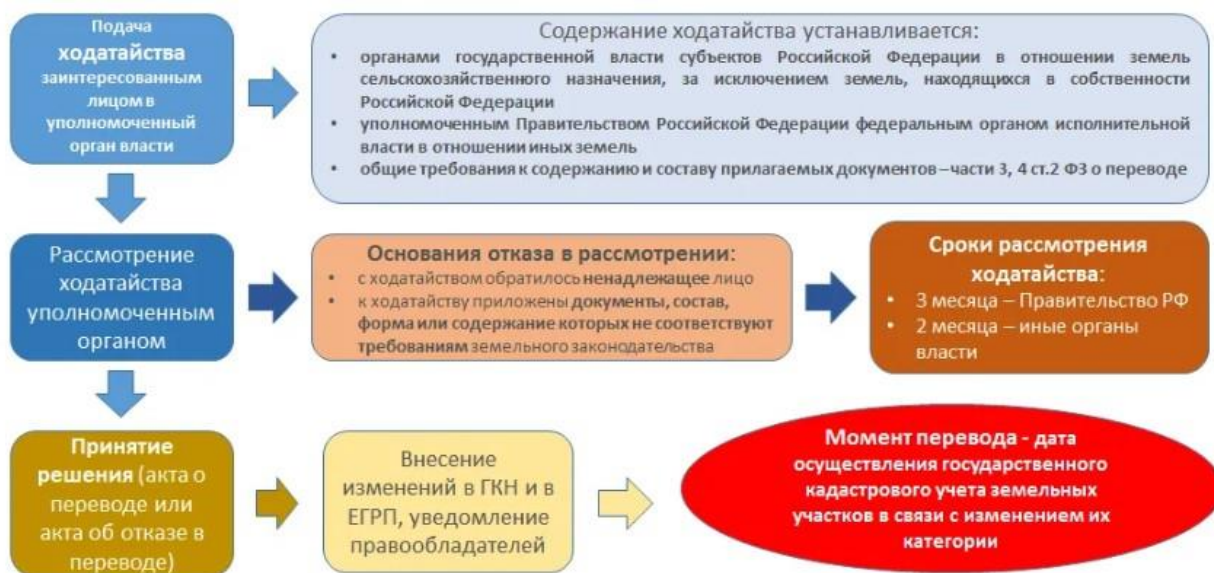 Подача
ходатайства
заинтересованным
лицом в
уполномоченный
орган власти
Содержание ходатайства устанавливается:
• органами государственной власти субъектов Российской Федерации в отношении земель
сельскохозяйственного назначения, за исключением земель, находящихся в собственности
Российской Федерации
• уполномоченным Правительством Российской Федерации федеральным органом исполнительной
власти в отношении иных земель
• общие требования к содержанию и составу прилагаемых документов – части 3, 4 ст.2 ФЗ о переводе
Рассмотрение
ходатайства
уполномоченным
органом
Основания отказа в рассмотрении:
• с ходатайством обратилось ненадлежащее лицо
• к ходатайству приложены документы, состав,
форма или содержание которых не соответствуют
требованиям земельного законодательства
Сроки рассмотрения
ходатайства:
• 3 месяца – Правительство РФ
• 2 месяца – иные органы
власти
Принятие
решения (акта о
переводе или
акта об отказе в
переводе)
Внесение
изменений в ГКН и в
ЕГРП, уведомление
правообладателей
Момент перевода - дата
осуществления государственного
кадастрового учета земельных
участков в связи с изменением их
категории